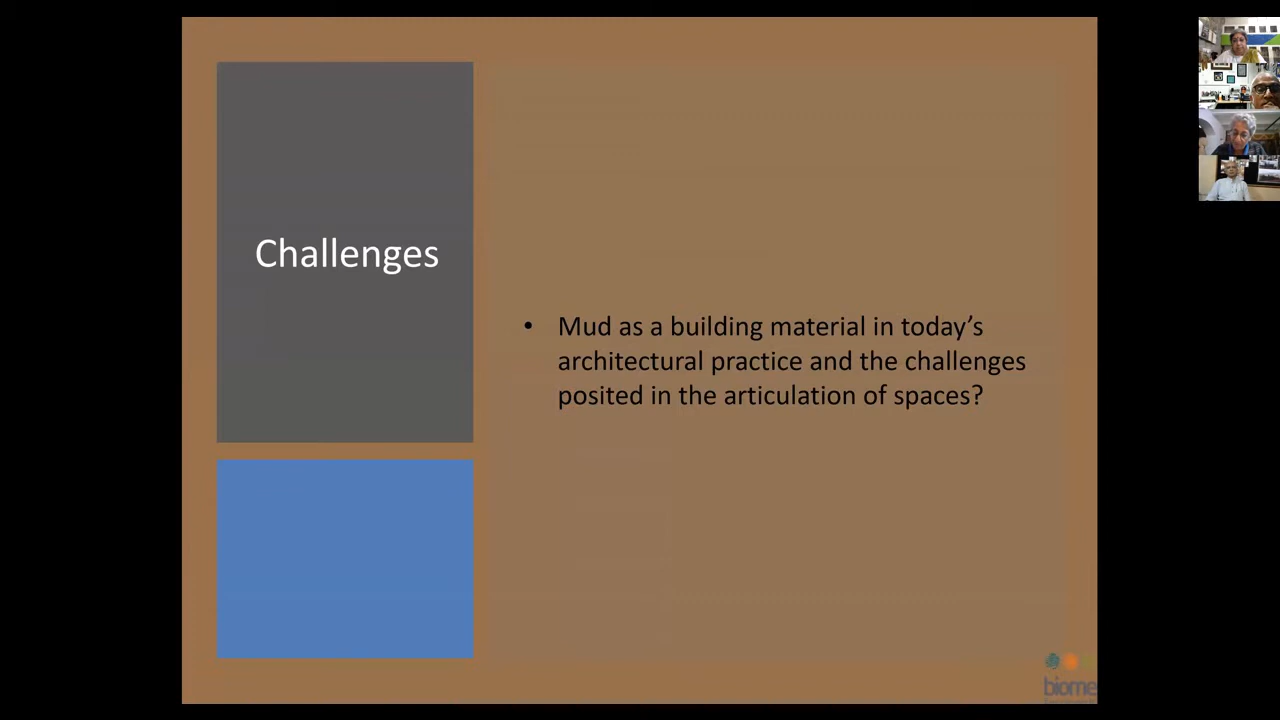 Challenges
• Mud as a building material in today’s
architectural practice and the challenges
posited in the articulation of spaces?
biome